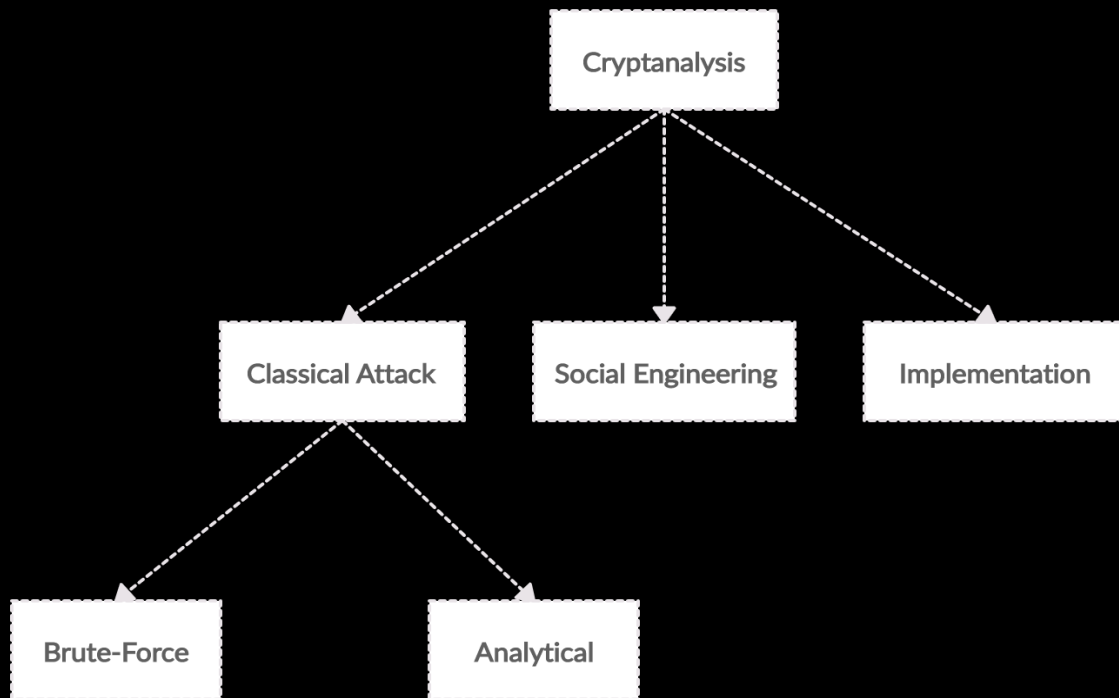 Cryptanalysis
Classical Attack
Social Engineering
Implementation
Brute-Force
Analytical